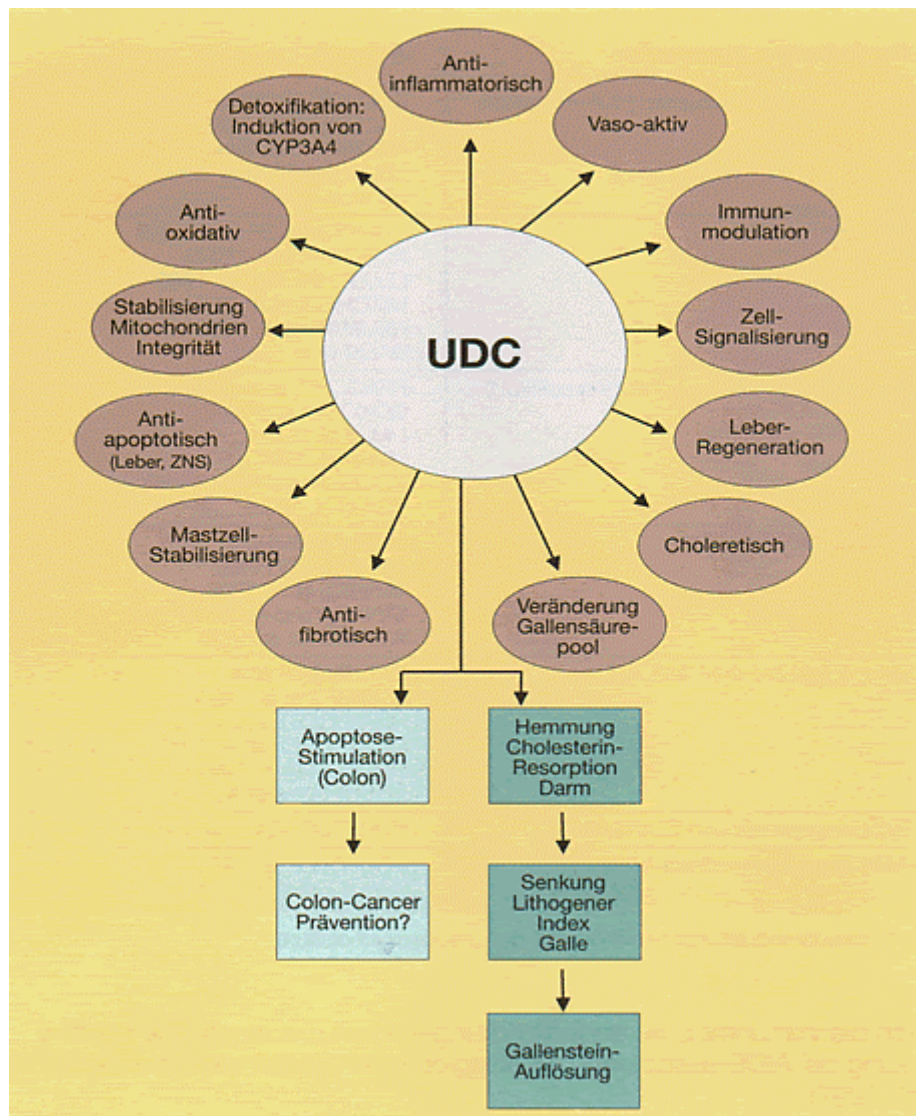 Anti-
inflammatorisch
Detoxifikation:
Induktion von
CYP3A4
Vaso-aktiv
Anti-
oxidativ
Immun-
modulation
Stabilisierung
Mitochondrien
Integrität
UDC
Zell-
Signalisierung
Anti-
apoptotisch
(Leber, ZNS)
Leber-
Regeneration
Mastzell-
Stabilisierung
Choleretisch
Anti-
fibrotisch
Veränderung
Gallensäure-
pool
Apoptose-
Stimulation
(Colon)
Hemmung
Cholesterin-
Resorption
Darm
Colon-Cancer
Prävention?
Senkung
Lithogener
Index
Galle
Gallenstein-
Auflösung